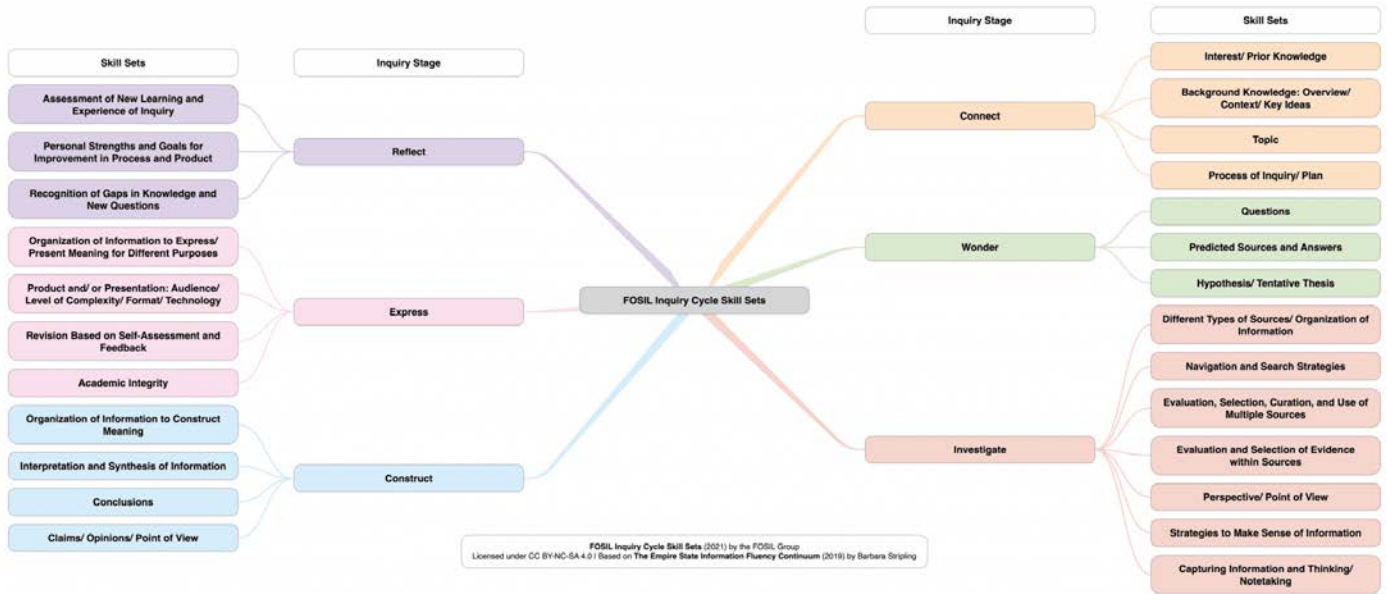 Skill Sets
Inquiry Stage
Assessment of New Learning and
Experience of Inquiry
Personal Strengths and Goals for
Improvement in Process and Product
Recognition of Gaps in Knowledge and
New Questions
Reflect
Organization of Information to Express/
Present Meaning for Different Purposes
Product and/ or Presentation: Audience/
Level of Complexity/ Format/ Technology
Revision Based on Self-Assessment and
Feedback
Academic Integrity
Express
Organization of Information to Construct
Meaning
Interpretation and Synthesis of Information
Conclusions
Claims/ Opinions/ Point of View
Construct
FOSIL Inquiry Cycle Skill Sets
Inquiry Stage
Skill Sets
Connect
Interest/ Prior Knowledge
Background Knowledge: Overview/
Context/ Key Ideas
Topic
Process of Inquiry/ Plan
Wonder
Questions
Predicted Sources and Answers
Hypothesis/ Tentative Thesis
Investigate
Different Types of Sources/ Organization of
Information
Navigation and Search Strategies
Evaluation, Selection, Curation, and Use of
Multiple Sources
Evaluation and Selection of Evidence
within Sources
Perspective/ Point of View
Strategies to Make Sense of Information
Capturing Information and Thinking/
Notetaking
FOSIL Inquiry Cycle Skill Sets (2021) by the FOSIL Group
Licensed under CC BY-NC-SA 4.0 | Based on The Empire State Information Fluency Continuum (2019) by Barbara Stripling